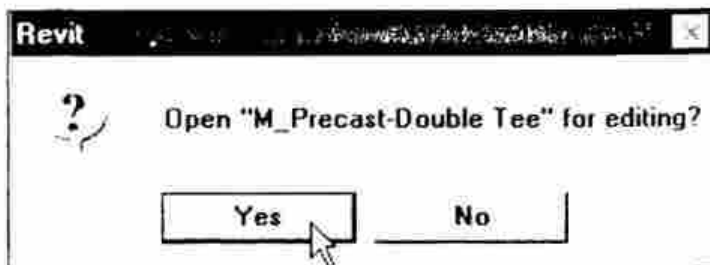 Revit
Open "M_Precast-Double Tee" for editing?
Yes No